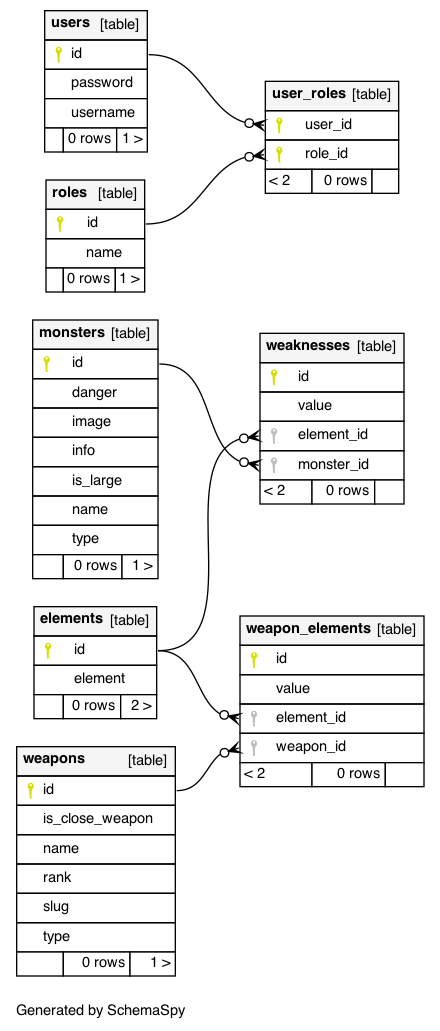 users [table]
id
password
username
0 rows 1 >
user_roles [table]
user_id
role_id
< 2 0 rows
roles [table]
id
name
0 rows 1 >
monsters [table]
id
danger
image
info
is_large
name
type
0 rows 1 >
weaknesses [table]
id
value
element_id
monster_id
< 2 0 rows
elements [table]
id
element
0 rows 2 >
weapon_elements [table]
id
value
element_id
weapon_id
< 2 0 rows
weapons [table]
id
is_close_weapon
name
rank
slug
type
0 rows 1 >
Generated by SchemaSpy